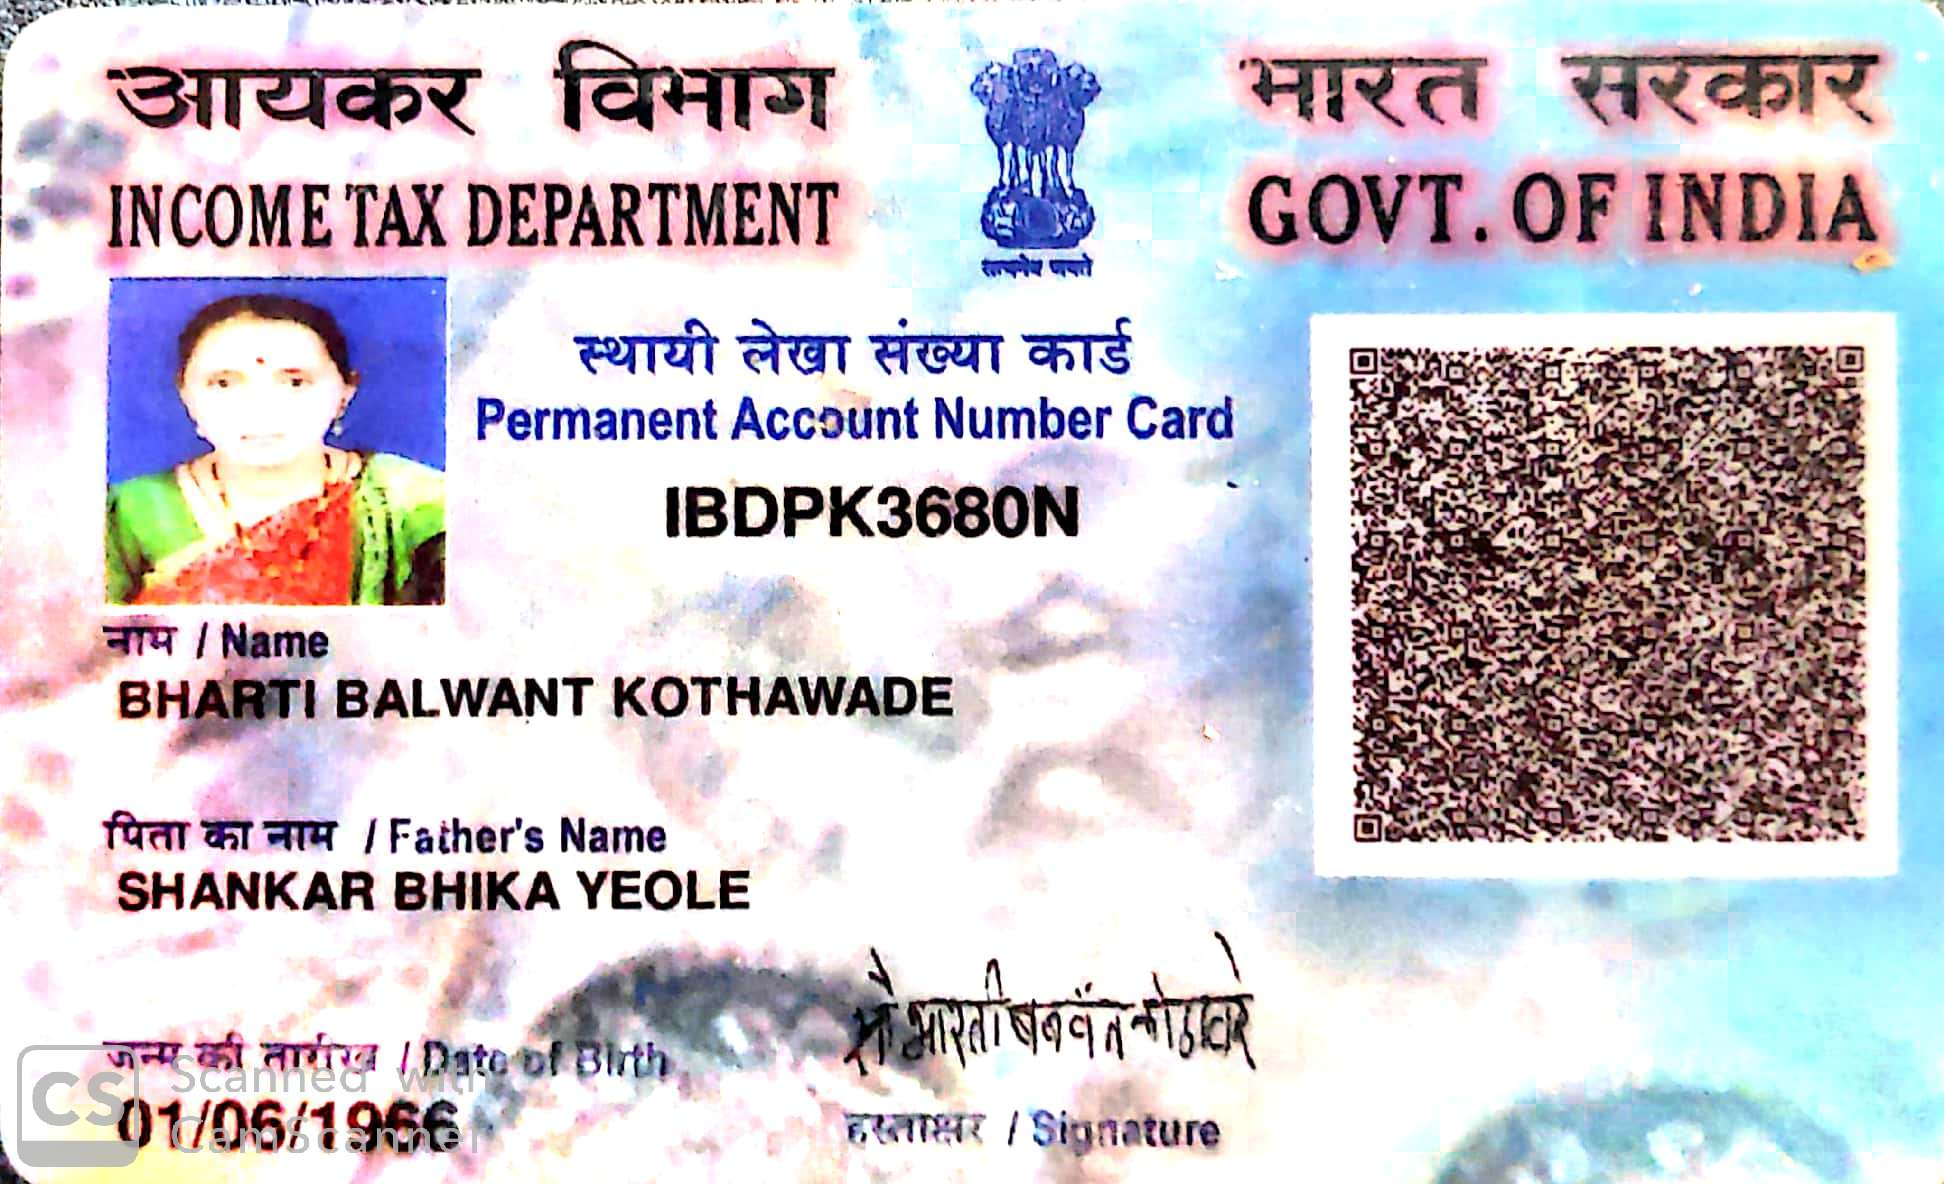 आयकर विभाग
INCOME TAX DEPARTMENT
भारत सरकार
GOVT. OF INDIA
सत्यमेव जयते
स्थायी लेखा संख्या कार्ड
Permanent Account Number Card
IBDPK3680N
नाम / Name
BHARTI BALWANT KOTHAWADE
पिता का नाम / Father's Name
SHANKAR BHIKA YEOLE
सौ भारती बळवंत कोठावदे
जन्म की तारीख / Date of Birth
01/06/1966
हस्ताक्षर / Signature
CS Scanned with
CamScanner